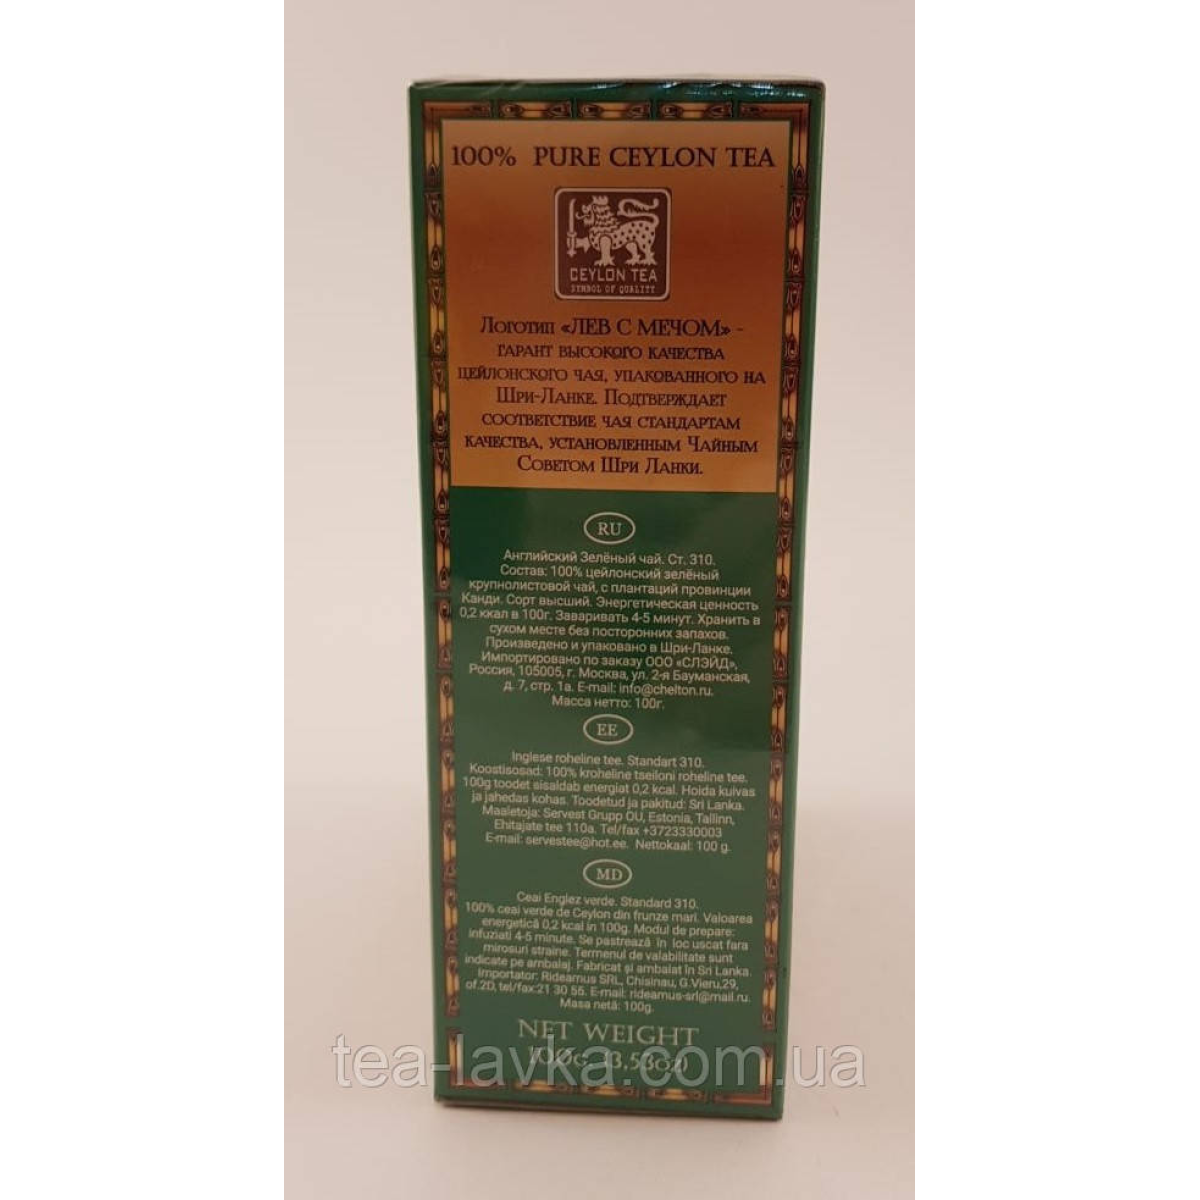 100% PURE CEYLON TEA
CEYLON TEA
SYMBOL OF QUALITY
Логотип «ЛЕВ С МЕЧОМ» -
гарант высокого качества
цейлонского чая, упакованного на
Шри-Ланке. Подтверждает
соответствие чая стандартам
качества, установленным Чайным
Советом Шри Ланки.
RU
Английский Зелёный чай. Ст. 310.
Состав: 100% цейлонский зелёный
крупнолистовой чай, с плантаций провинции
Канди. Сорт высший. Энергетическая ценность
0,2 ккал в 100г. Заваривать 4-5 минут. Хранить в
сухом месте без посторонних запахов.
Произведено и упаковано в Шри-Ланке.
Импортировано по заказу ООО «СЛЭЙД»,
Россия, 105005, г. Москва, ул. 2-я Бауманская,
д. 7, стр. 1а. E-mail: info@chelton.ru.
Масса нетто: 100г.
EE
Inglese roheline tee. Standart 310.
Koostisosad: 100% kroheline tseiloni roheline tee.
100g toodet sisaldab energiat 0,2 kcal. Hoida kuivas
ja jahedas kohas. Toodetud ja pakitud: Sri Lanka.
Maaletoja: Servest Grupp OU, Estonia, Tallinn,
Ehitajate tee 110a. Tel/fax +3723330003
E-mail: servestee@hot.ee. Nettokaal: 100 g.
MD
Ceai Englez verde. Standard 310.
100% ceai verde de Ceylon din frunze mari. Valoarea
energetică 0,2 kcal in 100g. Modul de prepare:
infuziati 4-5 minute. Se pastrează în loc uscat fara
mirosuri straine. Termenul de valabilitate sunt
indicate pe ambalaj. Fabricat și ambalat în Sri Lanka.
Importator: Rideamus SRL, Chisinau, G.Vieru,29,
of.2D, tel/fax:21 30 55. E-mail: rideamus-srl@mail.ru.
Masa netă: 100g.
NET WEIGHT
100g (3,53oz)
tea-lavka.com.ua